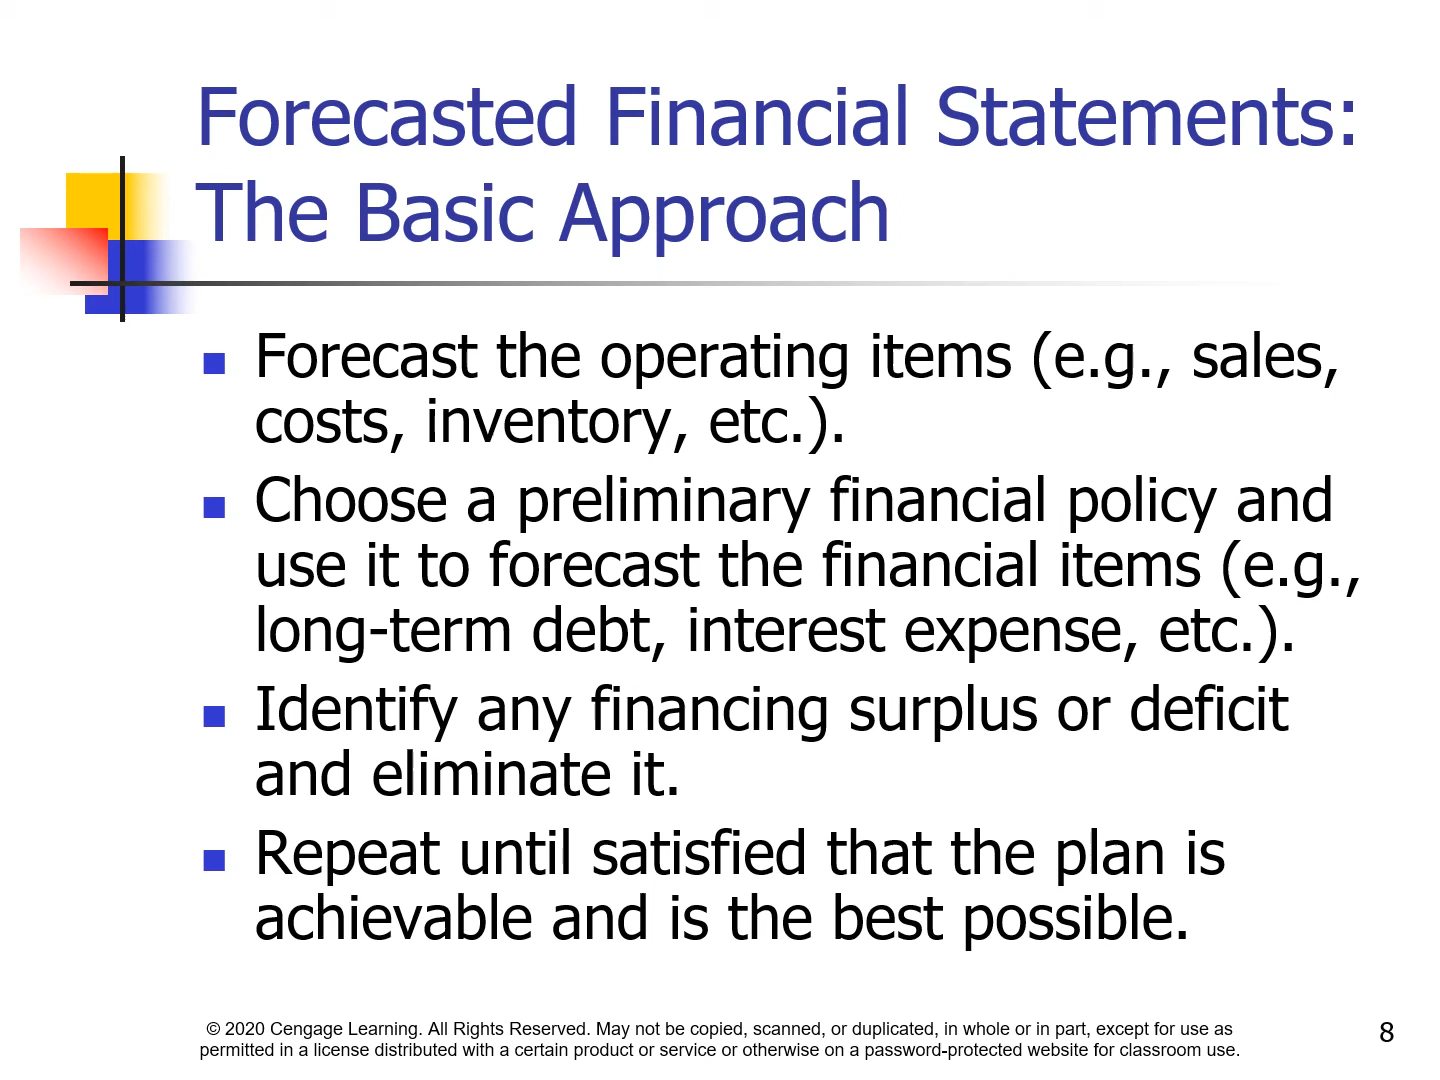 Forecasted Financial Statements:
The Basic Approach
Forecast the operating items (e.g., sales,
costs, inventory, etc.).
Choose a preliminary financial policy and
use it to forecast the financial items (e.g.,
long-term debt, interest expense, etc.).
Identify any financing surplus or deficit
and eliminate it.
Repeat until satisfied that the plan is
achievable and is the best possible.
© 2020 Cengage Learning. All Rights Reserved. May not be copied, scanned, or duplicated, in whole or in part, except for use as
permitted in a license distributed with a certain product or service or otherwise on a password-protected website for classroom use.
8